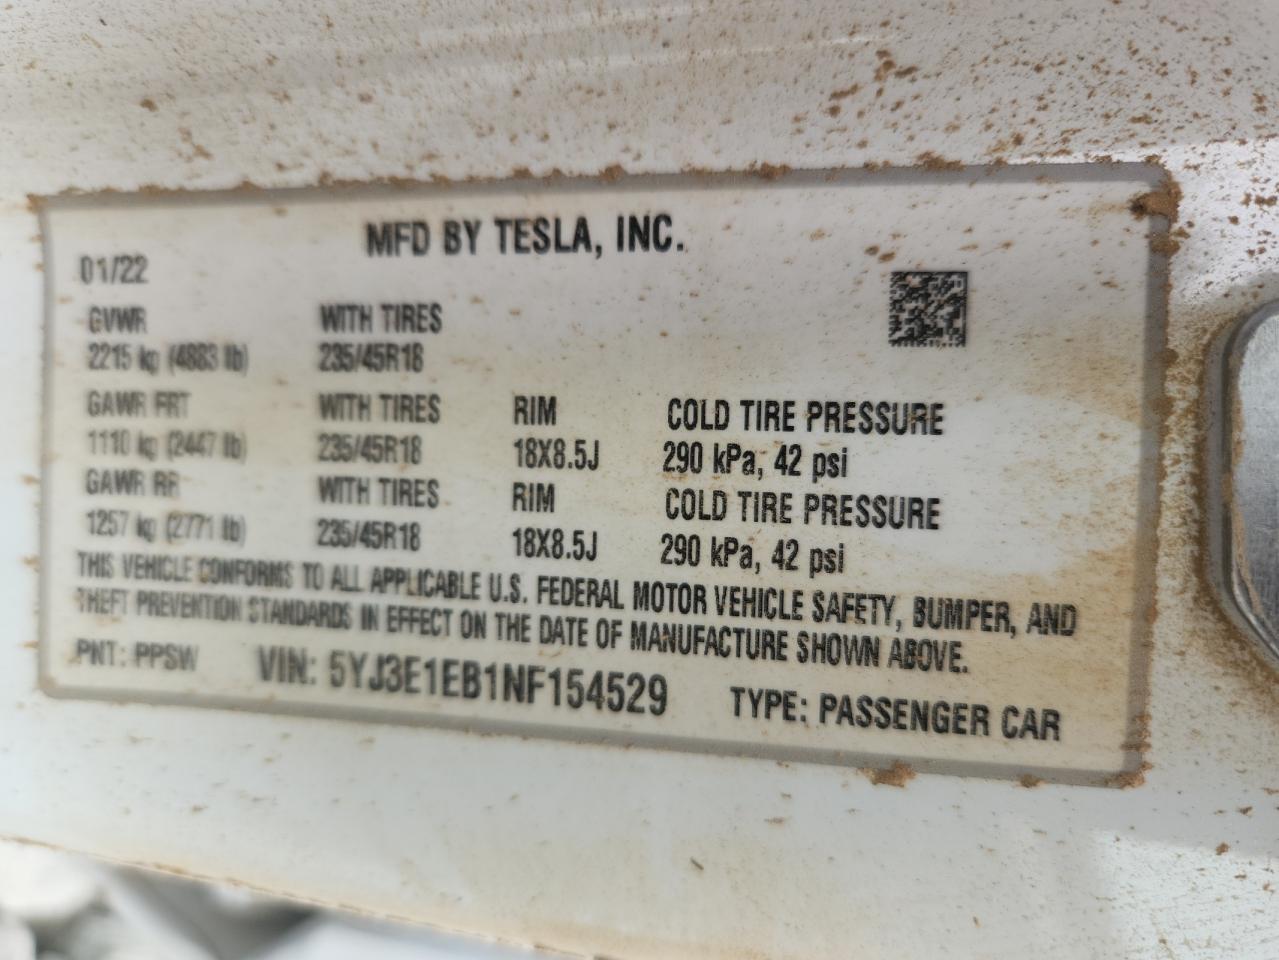 MFD BY TESLA, INC.
01/22
GVWR WITH TIRES
2215 kg (4883 lb) 235/45R18
GAWR FRT WITH TIRES RIM COLD TIRE PRESSURE
1110 kg (2447 lb) 235/45R18 18X8.5J 290 kPa, 42 psi
GAWR RR WITH TIRES RIM COLD TIRE PRESSURE
1257 kg (2771 lb) 235/45R18 18X8.5J 290 kPa, 42 psi
THIS VEHICLE CONFORMS TO ALL APPLICABLE U.S. FEDERAL MOTOR VEHICLE SAFETY, BUMPER, AND
THEFT PREVENTION STANDARDS IN EFFECT ON THE DATE OF MANUFACTURE SHOWN ABOVE.
PNT: PPSW VIN: 5YJ3E1EB1NF154529 TYPE: PASSENGER CAR